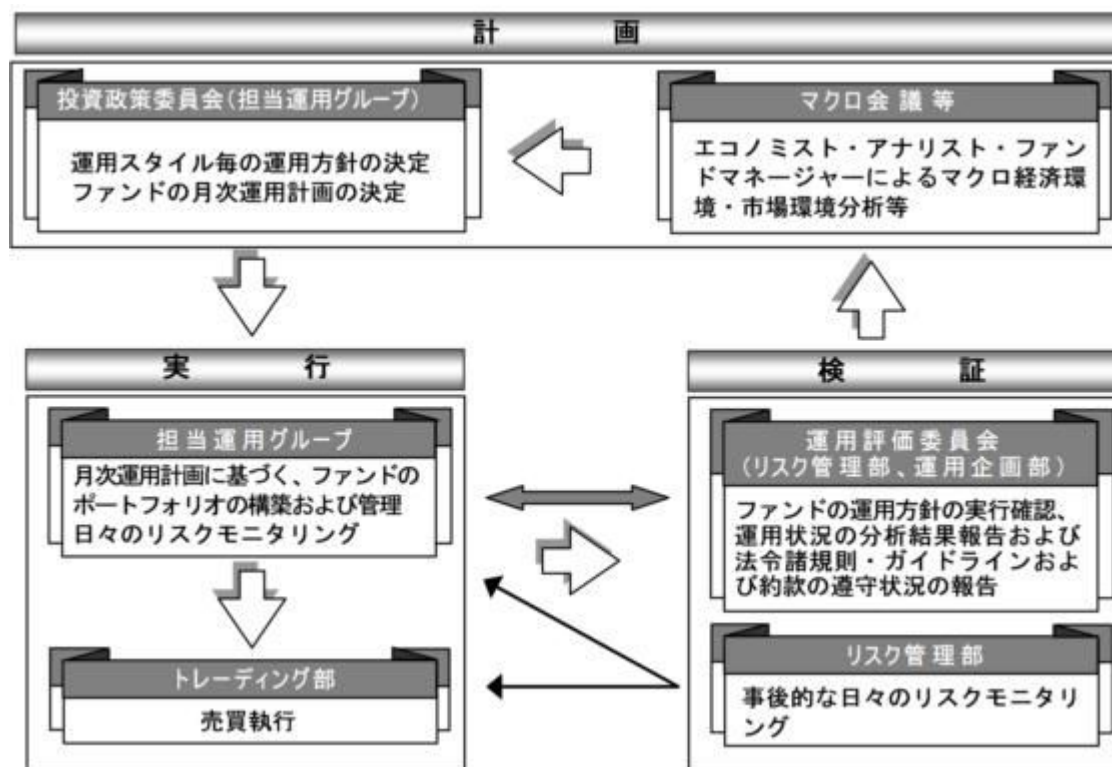 計画
投資政策委員会(担当運用グループ)
運用スタイル毎の運用方針の決定
ファンドの月次運用計画の決定
マクロ会議等
エコノミスト・アナリスト・ファン
ドマネージャーによるマクロ経済環
境・市場環境分析等
実行
担当運用グループ
月次運用計画に基づく、ファンドの
ポートフォリオの構築および管理
日々のリスクモニタリング
トレーディング部
売買執行
検証
運用評価委員会
(リスク管理部、運用企画部)
ファンドの運用方針の実行確認、
運用状況の分析結果報告および
法令諸規則・ガイドラインおよ
び約款の遵守状況の報告
リスク管理部
事後的な日々のリスクモニタリ
ング